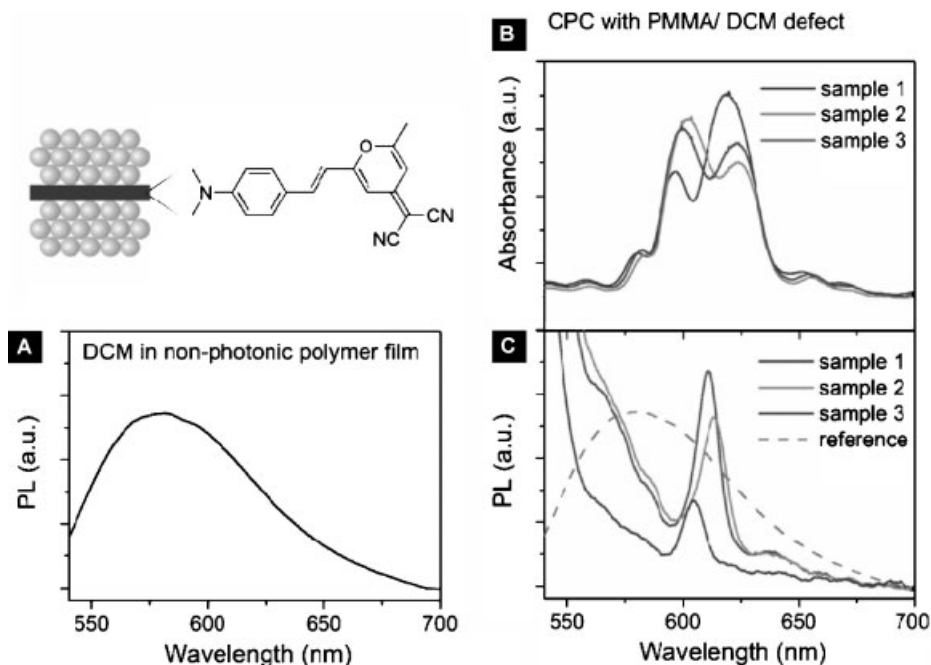 B CPC with PMMA/ DCM defect
sample 1
sample 2
sample 3
Absorbance (a.u.)
O
N
CN
NC
A
DCM in non-photonic polymer film
PL (a.u.)
550 600 650 700
Wavelength (nm)
C
sample 1
sample 2
sample 3
reference
PL (a.u.)
550 600 650 700
Wavelength (nm)